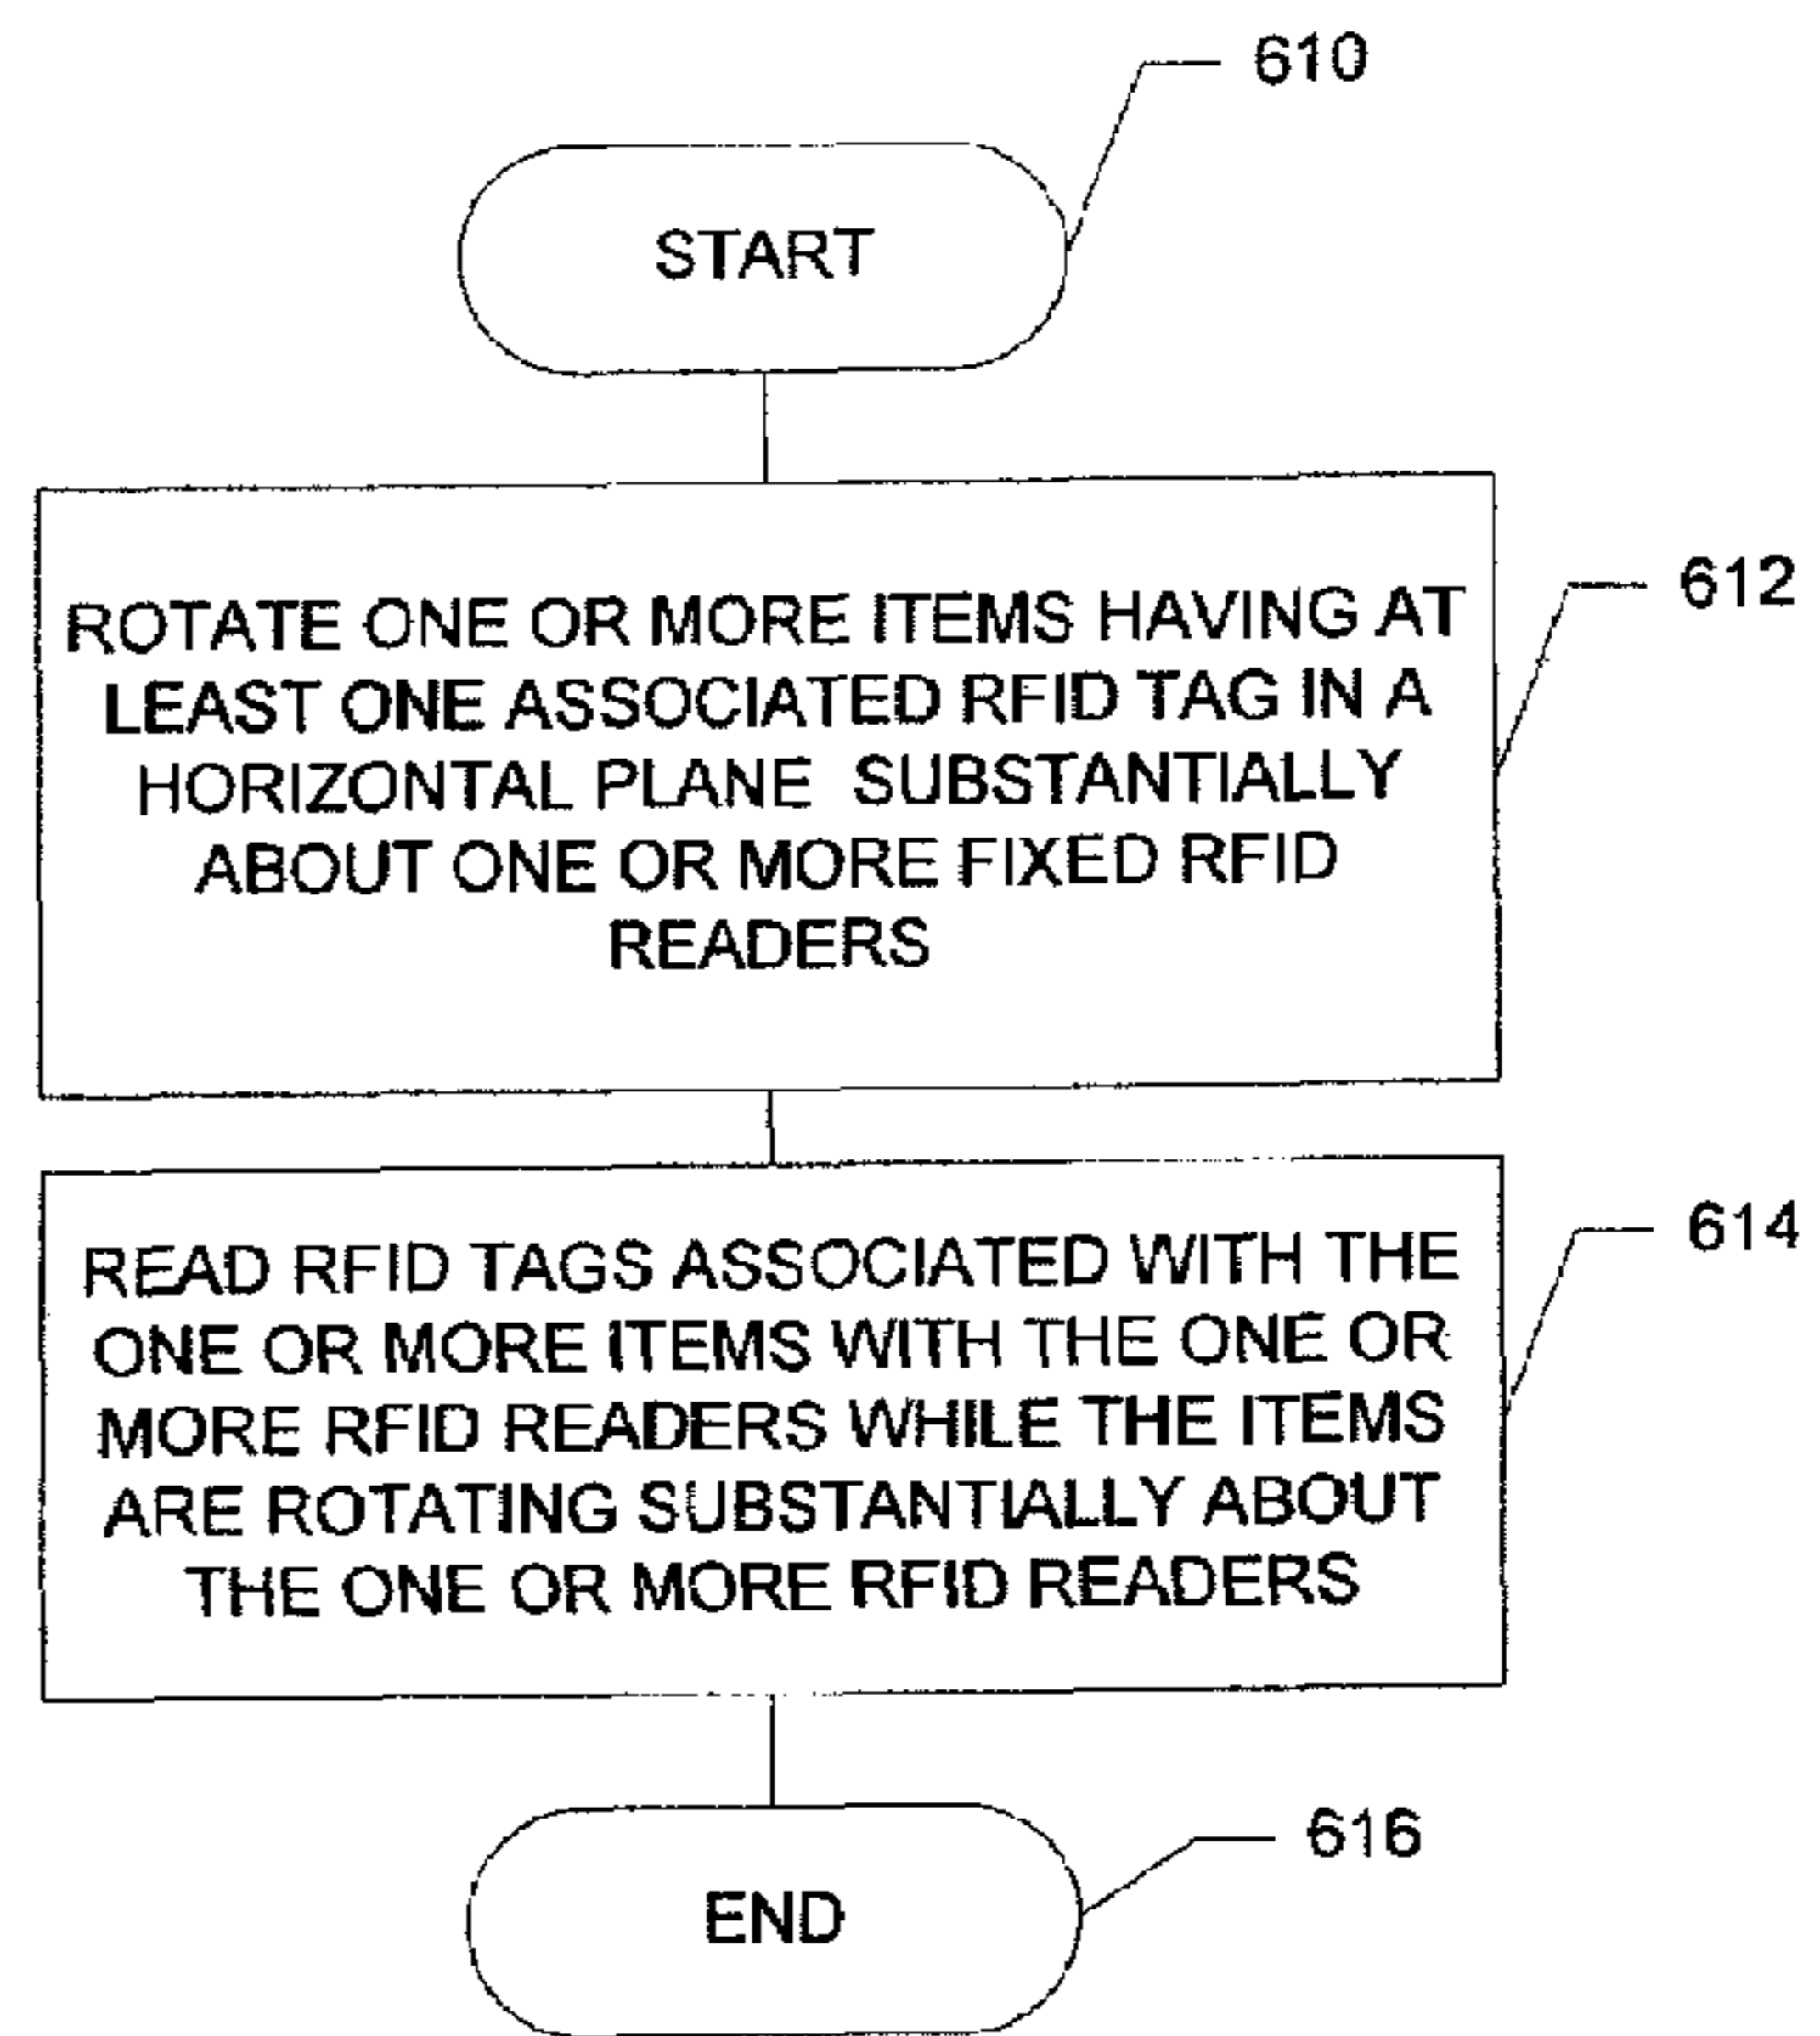 610
START
612
ROTATE ONE OR MORE ITEMS HAVING AT
LEAST ONE ASSOCIATED RFID TAG IN A
HORIZONTAL PLANE SUBSTANTIALLY
ABOUT ONE OR MORE FIXED RFID
READERS
614
READ RFID TAGS ASSOCIATED WITH THE
ONE OR MORE ITEMS WITH THE ONE OR
MORE RFID READERS WHILE THE ITEMS
ARE ROTATING SUBSTANTIALLY ABOUT
THE ONE OR MORE RFID READERS
616
END